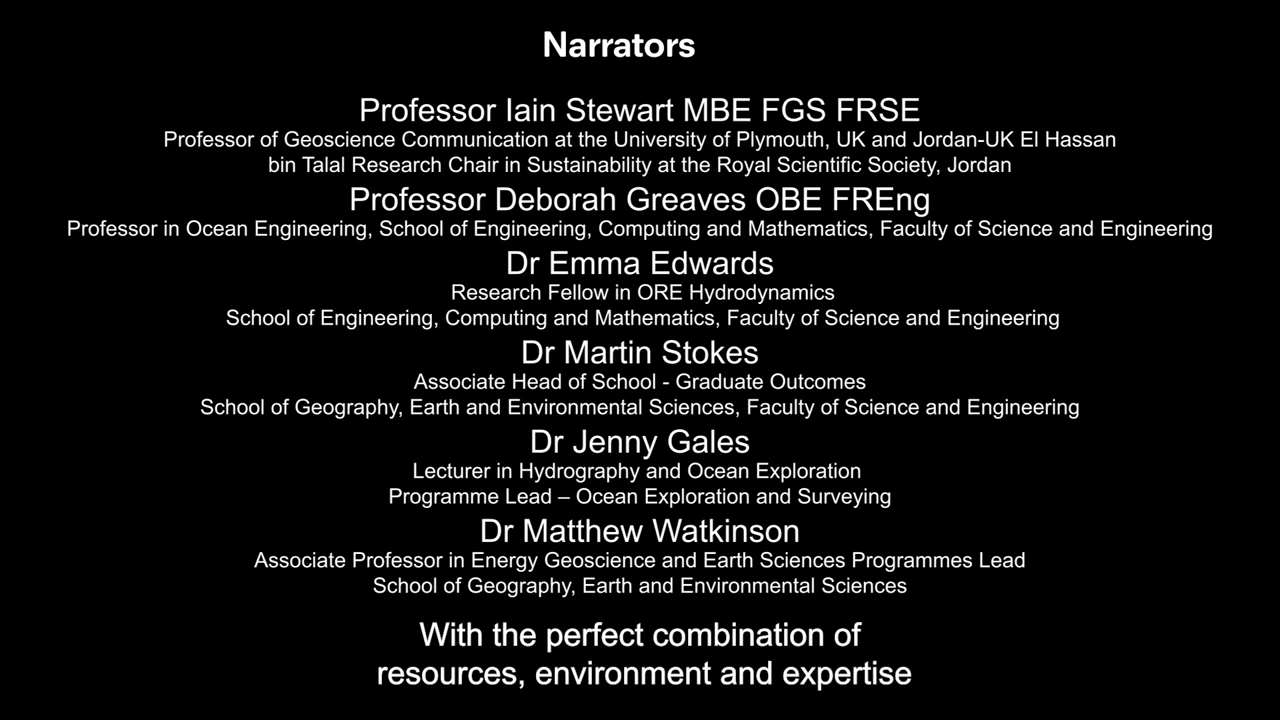 Narrators
Professor Iain Stewart MBE FGS FRSE
Professor of Geoscience Communication at the University of Plymouth, UK and Jordan-UK El Hassan
bin Talal Research Chair in Sustainability at the Royal Scientific Society, Jordan
Professor Deborah Greaves OBE FREng
Professor in Ocean Engineering, School of Engineering, Computing and Mathematics, Faculty of Science and Engineering
Dr Emma Edwards
Research Fellow in ORE Hydrodynamics
School of Engineering, Computing and Mathematics, Faculty of Science and Engineering
Dr Martin Stokes
Associate Head of School - Graduate Outcomes
School of Geography, Earth and Environmental Sciences, Faculty of Science and Engineering
Dr Jenny Gales
Lecturer in Hydrography and Ocean Exploration
Programme Lead – Ocean Exploration and Surveying
Dr Matthew Watkinson
Associate Professor in Energy Geoscience and Earth Sciences Programmes Lead
School of Geography, Earth and Environmental Sciences
With the perfect combination of
resources, environment and expertise